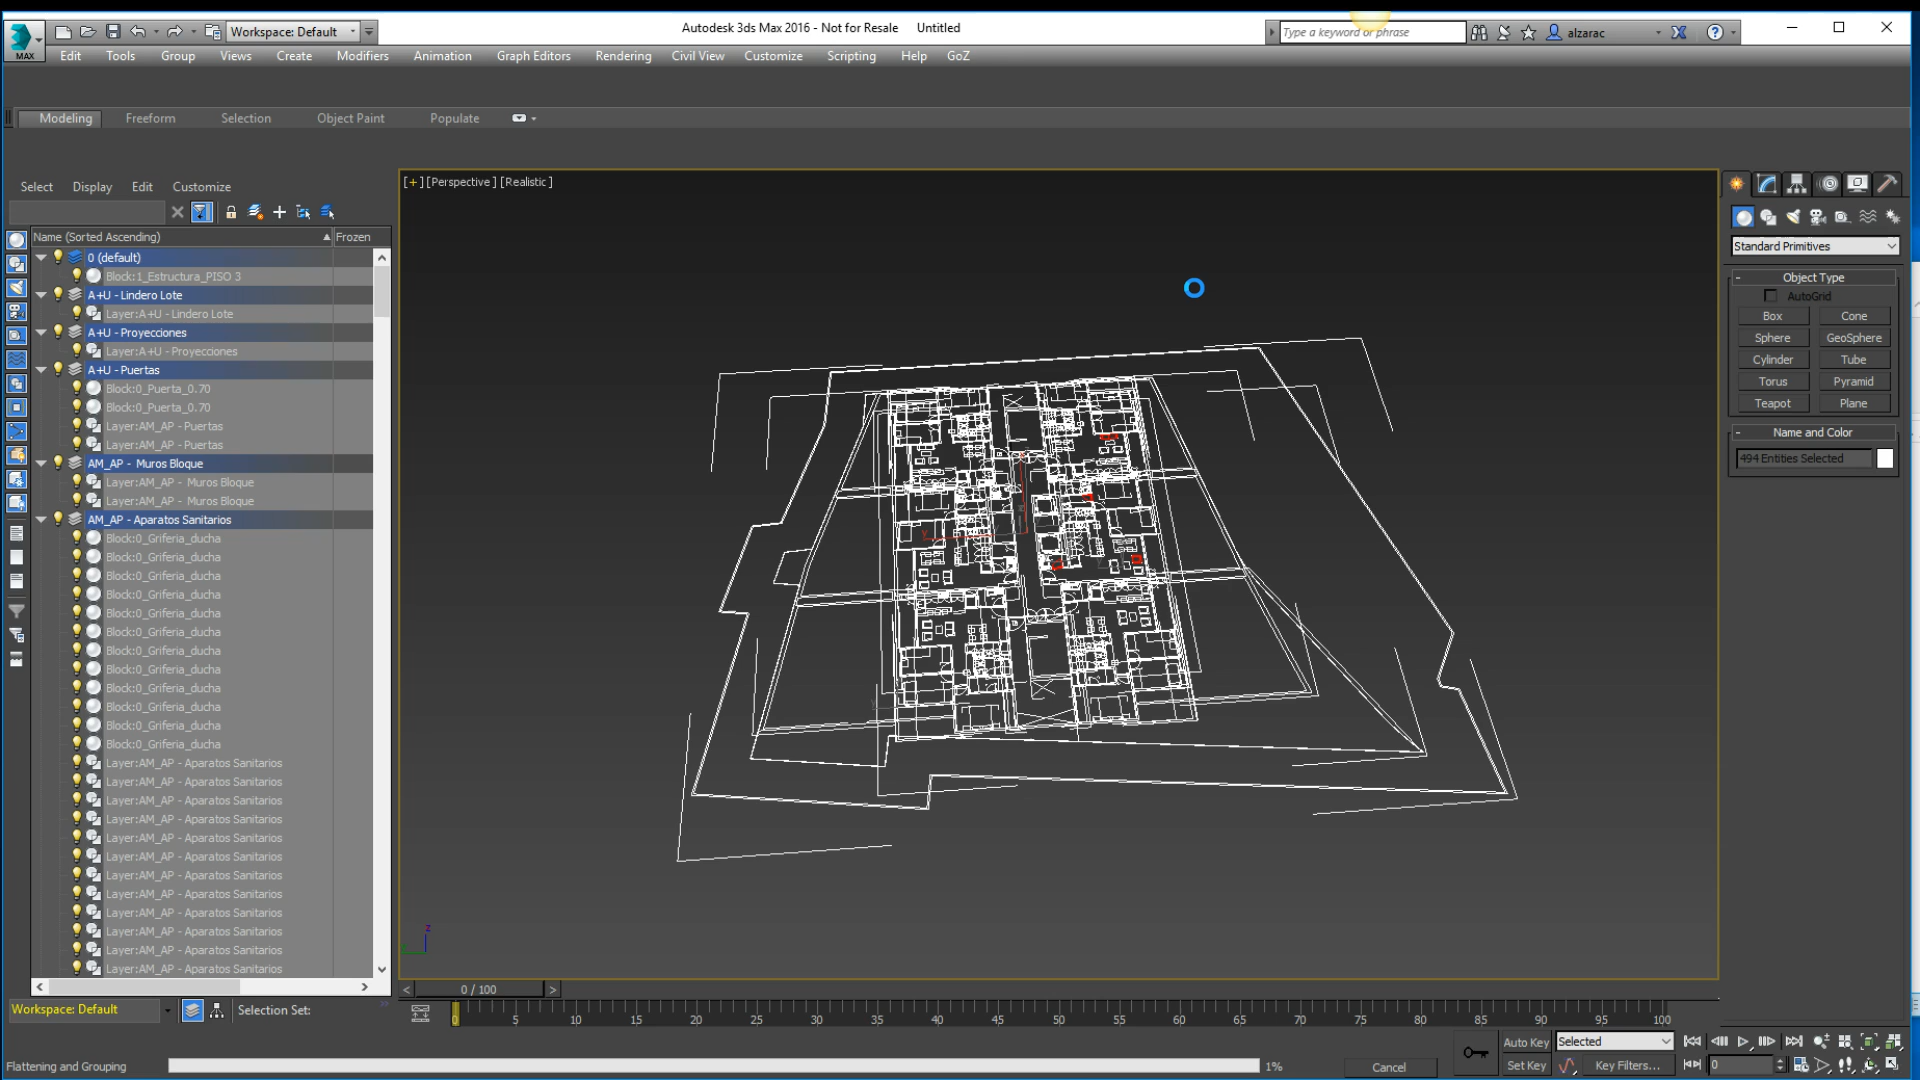 Workspace: Default
Autodesk 3ds Max 2016 - Not for Resale    Untitled
Type a keyword or phrase
alzarac
MAX
Edit Tools Group Views Create Modifiers Animation Graph Editors Rendering Civil View Customize Scripting Help GoZ
Modeling Freeform Selection Object Paint Populate
Select Display Edit Customize
[+] [Perspective] [Realistic]
Name (Sorted Ascending) Frozen
0 (default)
Block:1_Estructura_PISO 3
A+U - Lindero Lote
Layer:A+U - Lindero Lote
A+U - Proyecciones
Layer:A+U - Proyecciones
A+U - Puertas
Block:0_Puerta_0.70
Block:0_Puerta_0.70
Layer:AM_AP - Puertas
Layer:AM_AP - Puertas
AM_AP - Muros Bloque
Layer:AM_AP - Muros Bloque
Layer:AM_AP - Muros Bloque
AM_AP - Aparatos Sanitarios
Block:0_Griferia_ducha
Block:0_Griferia_ducha
Block:0_Griferia_ducha
Block:0_Griferia_ducha
Block:0_Griferia_ducha
Block:0_Griferia_ducha
Block:0_Griferia_ducha
Block:0_Griferia_ducha
Block:0_Griferia_ducha
Block:0_Griferia_ducha
Block:0_Griferia_ducha
Block:0_Griferia_ducha
Layer:AM_AP - Aparatos Sanitarios
Layer:AM_AP - Aparatos Sanitarios
Layer:AM_AP - Aparatos Sanitarios
Layer:AM_AP - Aparatos Sanitarios
Layer:AM_AP - Aparatos Sanitarios
Layer:AM_AP - Aparatos Sanitarios
Layer:AM_AP - Aparatos Sanitarios
Layer:AM_AP - Aparatos Sanitarios
Layer:AM_AP - Aparatos Sanitarios
Layer:AM_AP - Aparatos Sanitarios
Layer:AM_AP - Aparatos Sanitarios
Layer:AM_AP - Aparatos Sanitarios
z
Standard Primitives
- Object Type
AutoGrid
Box Cone
Sphere GeoSphere
Cylinder Tube
Torus Pyramid
Teapot Plane
- Name and Color
494 Entities Selected
< 0 / 100 >
Workspace: Default
Selection Set:
0 5 10 15 20 25 30 35 40 45 50 55 60 65 70 75 80 85 90 95 100
Auto Key Selected
Flattening and Grouping 1% Cancel
Set Key Key Filters... 0